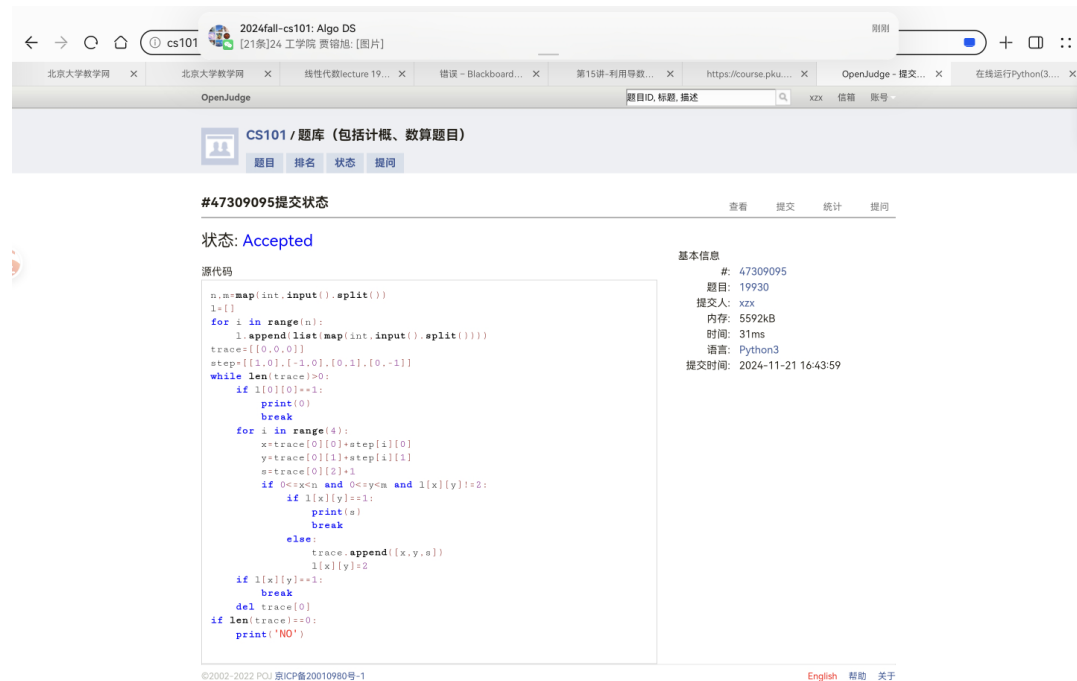 2024fall-cs101: Algo DS
刚刚
[21条]24 工学院 贾镕旭: [图片]
cs101
北京大学教学网 × 北京大学教学网 × 线性代数lecture 19... × 错误 – Blackboard... × 第15讲–利用导数... × https://course.pku.... × OpenJudge - 提交... × 在线运行Python(3.... ×
OpenJudge 题目ID, 标题, 描述 xzx 信箱 账号
CS101 / 题库（包括计概、数算题目）
题目 排名 状态 提问
#47309095提交状态 查看 提交 统计 提问
状态: Accepted
源代码
n,m=map(int,input().split())
l=[]
for i in range(n):
    l.append(list(map(int,input().split())))
trace=[[0,0,0]]
step=[[1,0],[-1,0],[0,1],[0,-1]]
while len(trace)>0:
    if l[0][0]==1:
        print(0)
        break
    for i in range(4):
        x=trace[0][0]+step[i][0]
        y=trace[0][1]+step[i][1]
        s=trace[0][2]+1
        if 0<=x<n and 0<=y<m and l[x][y]!=2:
            if l[x][y]==1:
                print(s)
                break
            else:
                trace.append([x,y,s])
                l[x][y]=2
    if l[x][y]==1:
        break
    del trace[0]
if len(trace)==0:
    print('NO')
基本信息
#: 47309095
题目: 19930
提交人: xzx
内存: 5592kB
时间: 31ms
语言: Python3
提交时间: 2024-11-21 16:43:59
©2002-2022 POJ 京ICP备20010980号-1 English 帮助 关于